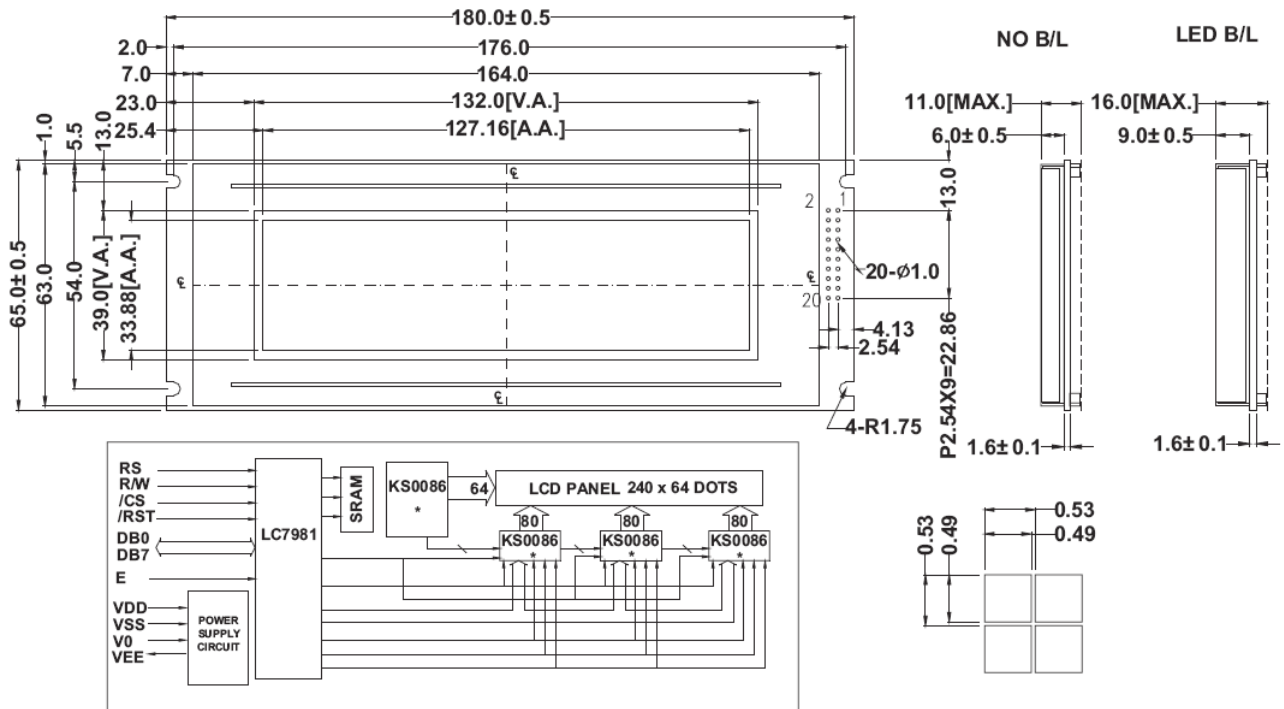 180.0± 0.5
2.0
176.0
7.0
164.0
23.0
132.0[V.A.]
25.4
127.16[A.A.]
1.0
5.5
13.0
65.0± 0.5
63.0
54.0
39.0[V.A.]
33.88[A.A.]
℄
℄
℄
℄
2
1
20
20-ø1.0
4.13
2.54
4-R1.75
13.0
P2.54X9=22.86
NO B/L
11.0[MAX.]
6.0± 0.5
1.6± 0.1
LED B/L
16.0[MAX.]
9.0± 0.5
1.6± 0.1
RS
R/W
/CS
/RST
DB0
DB7
E
VDD
VSS
V0
VEE
POWER
SUPPLY
CIRCUIT
LC7981
SRAM
KS0086
*
64
LCD PANEL 240 x 64 DOTS
80
80
80
KS0086
*
KS0086
*
KS0086
*
0.53
0.49
0.53
0.49